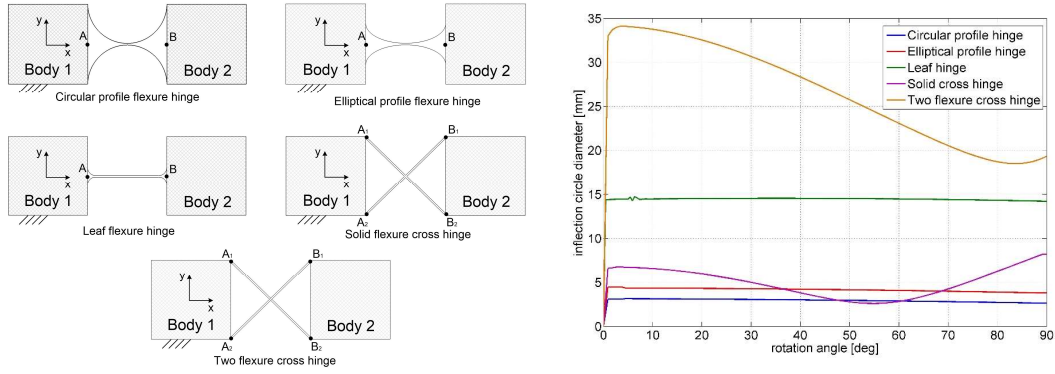 y
x
A
B
Body 1
Body 2
Circular profile flexure hinge
y
x
A
B
Body 1
Body 2
Elliptical profile flexure hinge
y
x
A
B
Body 1
Body 2
Leaf flexure hinge
y
x
A1
B1
A2
B2
Body 1
Body 2
Solid flexure cross hinge
y
x
A1
B1
A2
B2
Body 1
Body 2
Two flexure cross hinge
inflection circle diameter [mm]
35
30
25
20
15
10
5
0
0 10 20 30 40 50 60 70 80 90
rotation angle [deg]
Circular profile hinge
Elliptical profile hinge
Leaf hinge
Solid cross hinge
Two flexure cross hinge